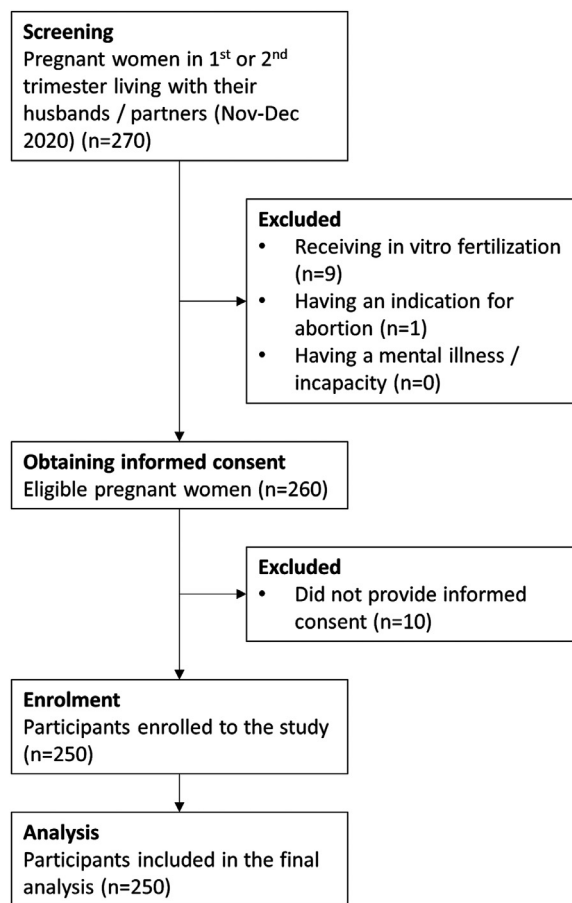 Screening
Pregnant women in 1st or 2nd
trimester living with their
husbands / partners (Nov-Dec
2020) (n=270)
Excluded
• Receiving in vitro fertilization
(n=9)
• Having an indication for
abortion (n=1)
• Having a mental illness /
incapacity (n=0)
Obtaining informed consent
Eligible pregnant women (n=260)
Excluded
• Did not provide informed
consent (n=10)
Enrolment
Participants enrolled to the study
(n=250)
Analysis
Participants included in the final
analysis (n=250)